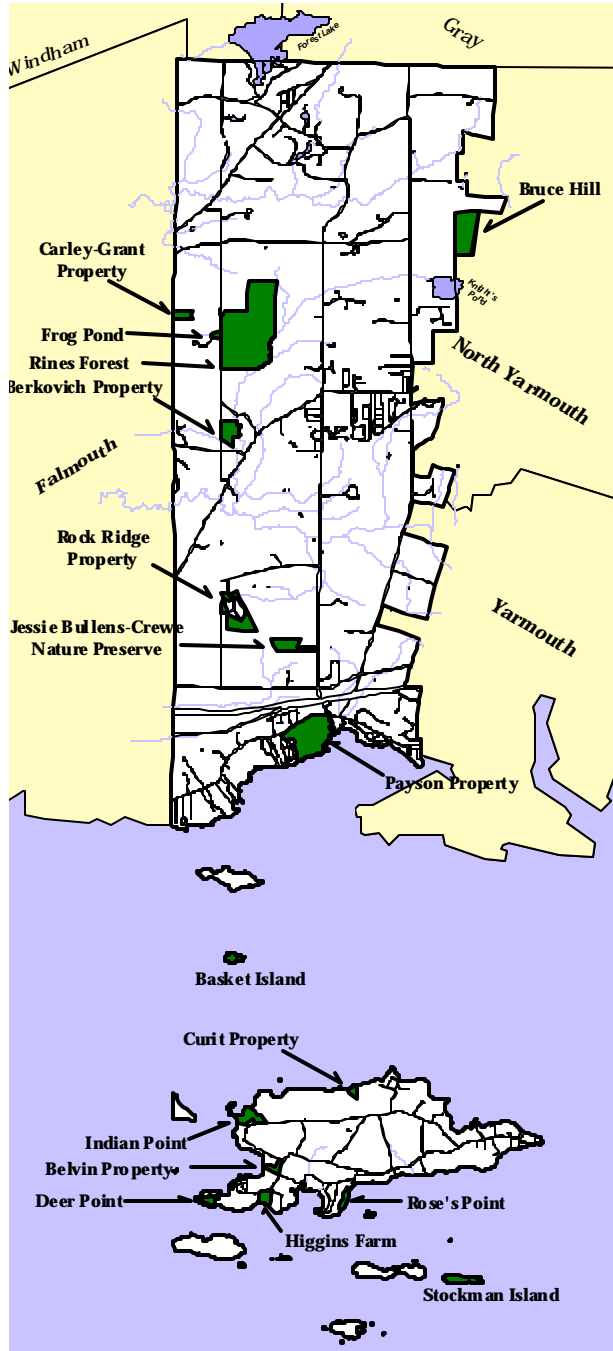 Windham
Forest Lake
Gray
Bruce Hill
Carley-Grant
Property
Knight's
Pond
Frog Pond
Rines Forest
North Yarmouth
Berkovich Property
Falmouth
Rock Ridge
Property
Yarmouth
Jessie Bullens-Crewe
Nature Preserve
Payson Property
Basket Island
Curit Property
Indian Point
Belvin Property
Deer Point
Rose's Point
Higgins Farm
Stockman Island